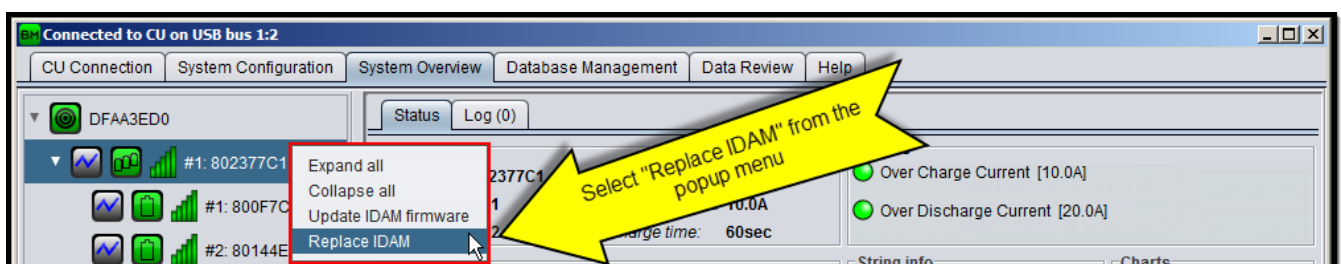 BM Connected to CU on USB bus 1:2
CU Connection System Configuration System Overview Database Management Data Review Help
DFAA3ED0
Status Log (0)
#1: 802377C1
Expand all
Collapse all
Update IDAM firmware
Replace IDAM
2377C1
Select "Replace IDAM" from the
popup menu
Over Charge Current [10.0A]
#1: 800F7C
1
10.0A
Over Discharge Current [20.0A]
2
time:
60sec
#2: 80144E
String info
Charts